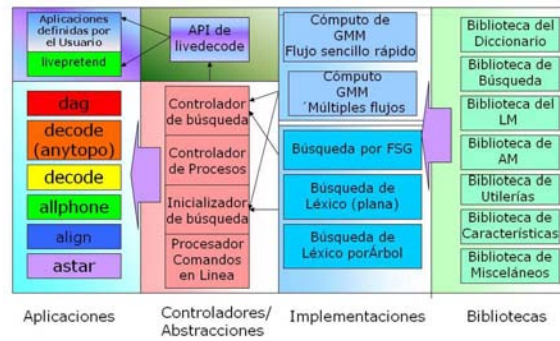 Aplicaciones
definidas por
el Usuario
livepretend
API de
livedecode
Cómputo de
GMM
Flujo sencillo rápido
Cómputo
GMM
´Múltiples flujos
Biblioteca del
Diccionario
Biblioteca de
Búsqueda
Biblioteca del
LM
Biblioteca de
AM
Biblioteca de
Utilerías
Biblioteca de
Características
Biblioteca de
Misceláneos
dag
decode
(anytopo)
decode
allphone
align
astar
Controlador
de búsqueda
Controlador
de Procesos
Inicializador
de búsqueda
Procesador
Comandos
en Linea
Búsqueda por FSG
Búsqueda de
Léxico (plana)
Búsqueda de
Léxico porÁrbol
Aplicaciones
Controladores/
Abstracciones
Implementaciones
Bibliotecas